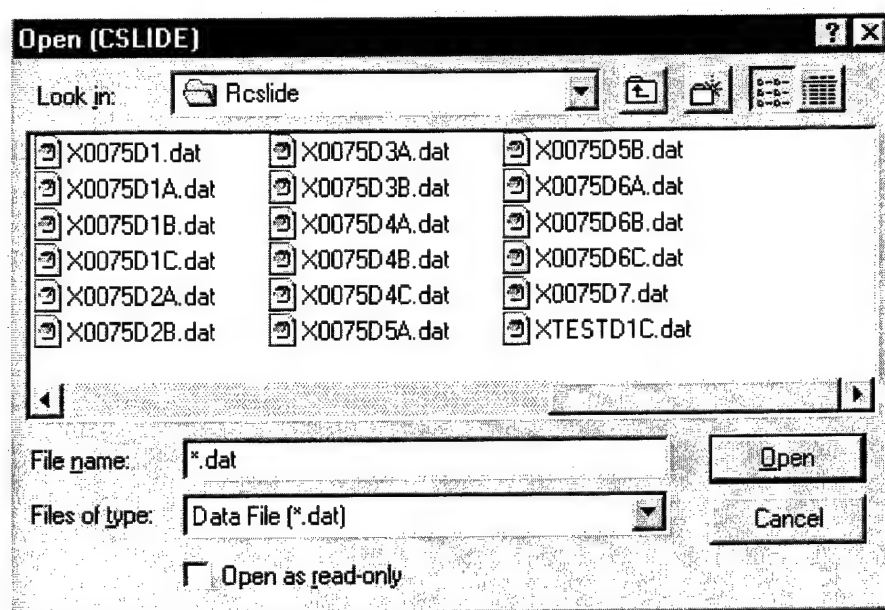 Open (CSLIDE)
Look in: Rcslide
X0075D1.dat X0075D3A.dat X0075D5B.dat
X0075D1A.dat X0075D3B.dat X0075D6A.dat
X0075D1B.dat X0075D4A.dat X0075D6B.dat
X0075D1C.dat X0075D4B.dat X0075D6C.dat
X0075D2A.dat X0075D4C.dat X0075D7.dat
X0075D2B.dat X0075D5A.dat XTESTD1C.dat
File name: *.dat Open
Files of type: Data File (*.dat) Cancel
Open as read-only